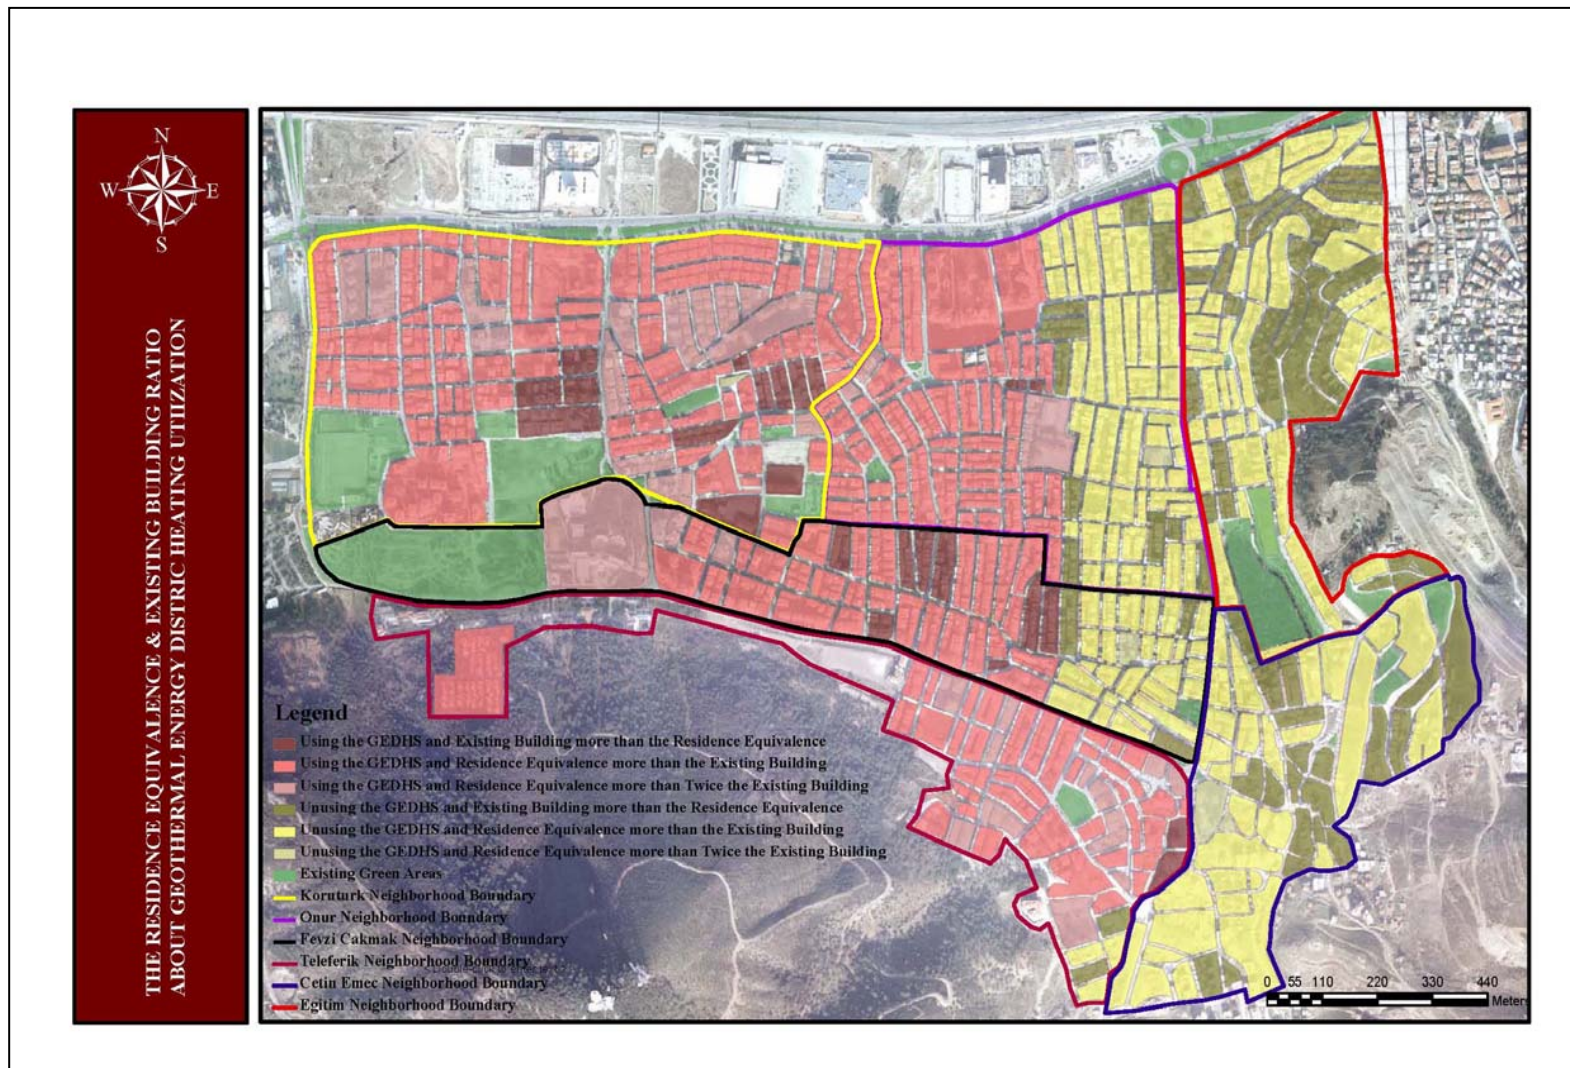 N
W E
S
THE RESIDENCE EQUIVALENCE & EXISTING BUILDING RATIO
ABOUT GEOTHERMAL ENERGY DISTRIC HEATING UTIZATION
Legend
Using the GEDHS and Existing Building more than the Residence Equivalence
Using the GEDHS and Residence Equivalence more than the Existing Building
Using the GEDHS and Residence Equivalence more than Twice the Existing Building
Unusing the GEDHS and Existing Building more than the Residence Equivalence
Unusing the GEDHS and Residence Equivalence more than the Existing Building
Unusing the GEDHS and Residence Equivalence more than Twice the Existing Building
Existing Green Areas
Koruturk Neighborhood Boundary
Onur Neighborhood Boundary
Fevzi Cakmak Neighborhood Boundary
Teleferik Neighborhood Boundary
Cetin Emec Neighborhood Boundary
Egitim Neighborhood Boundary
0 55 110 220 330 440
Meters